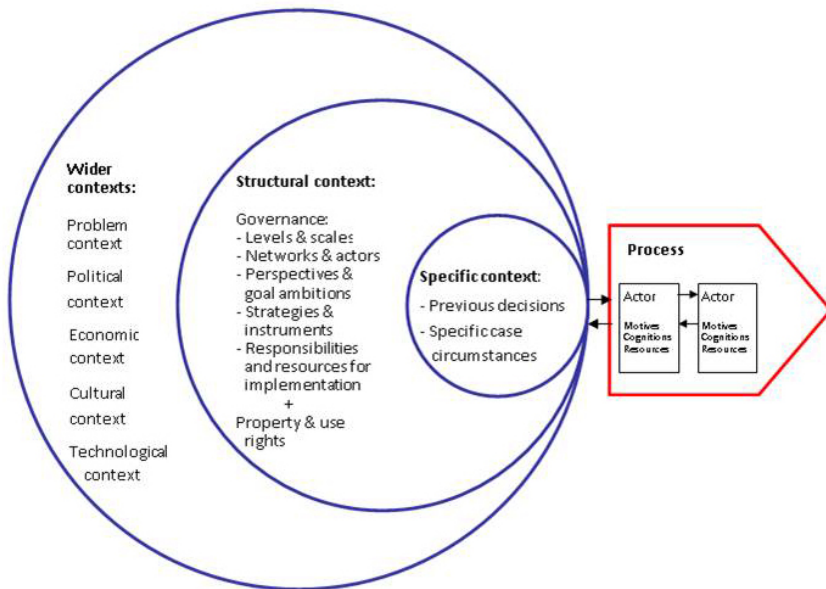 Wider
contexts:
Problem
context
Political
context
Economic
context
Cultural
context
Technological
context
Structural context:
Governance:
- Levels & scales
- Networks & actors
- Perspectives &
goal ambitions
- Strategies &
instruments
- Responsibilities
and resources for
implementation
+
Property & use
rights
Specific context:
- Previous decisions
- Specific case
circumstances
Process
Actor
Motives
Cognitions
Resources
Actor
Motives
Cognitions
Resources